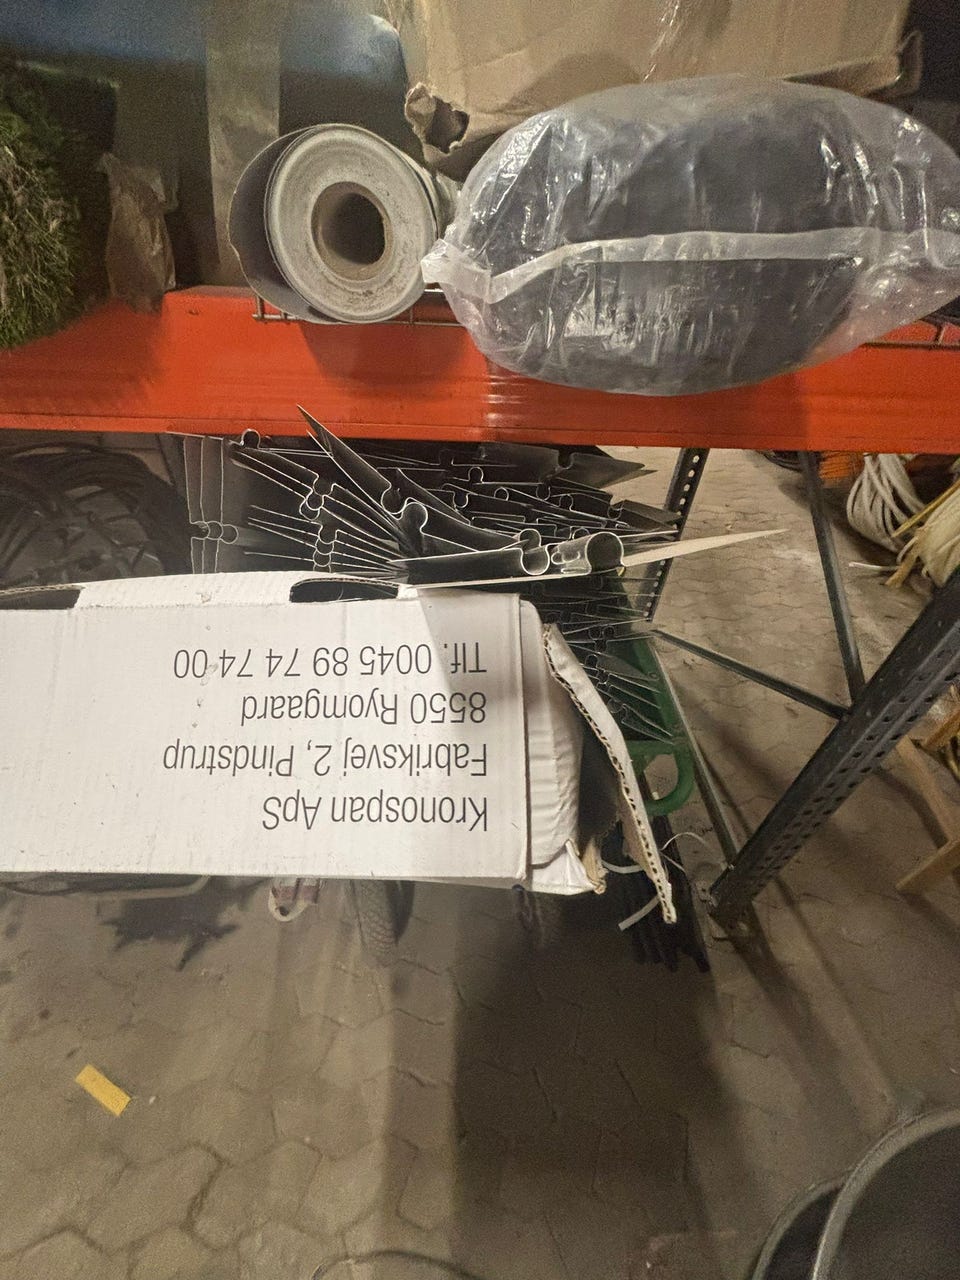 Kronospan ApS
Fabriksvej 2, Pindstrup
8550 Ryomgaard
Tlf. 0045 89 74 74 00